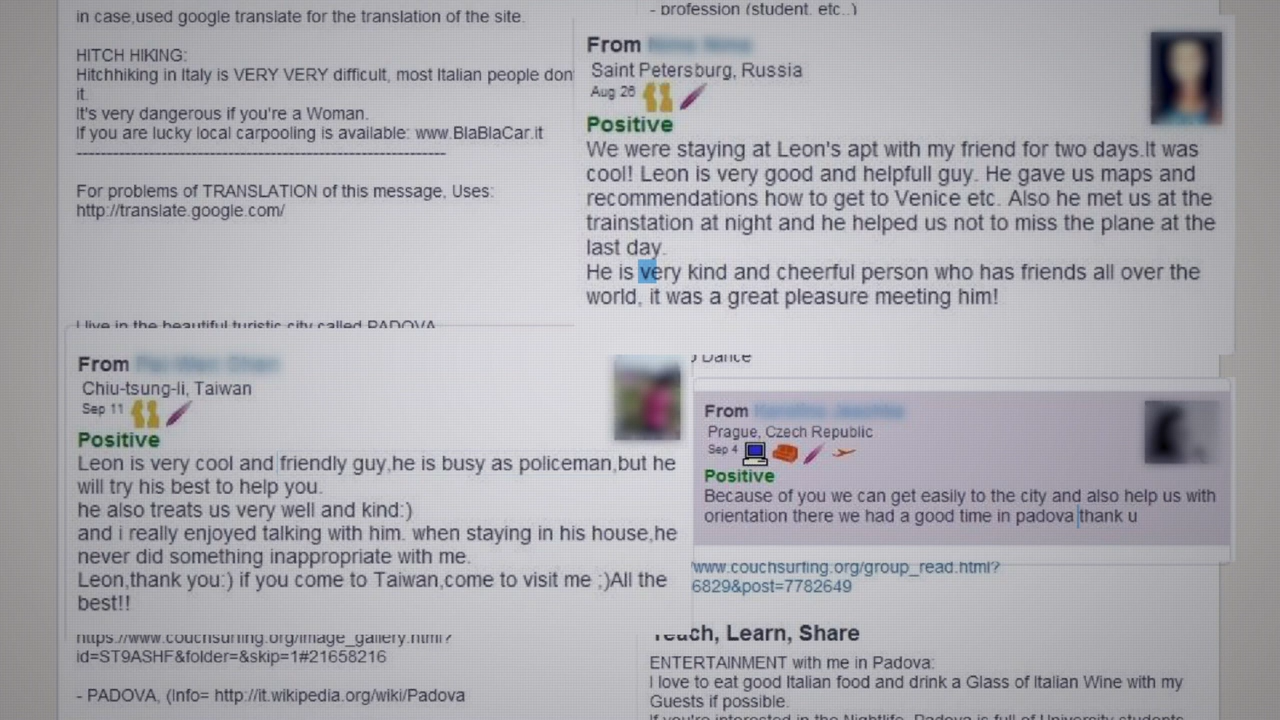 in case,used google translate for the translation of the site.
HITCH HIKING:
Hitchhiking in Italy is VERY VERY difficult, most Italian people don
it.
It's very dangerous if you're a Woman.
If you are lucky local carpooling is available: www.BlaBlaCar.it
------------------------------------------------------------------
For problems of TRANSLATION of this message, Uses:
http://translate.google.com/
I live in the beautiful turistic city called PADOVA
- profession (student. etc..)
From
Saint Petersburg, Russia
Aug 26
Positive
We were staying at Leon's apt with my friend for two days.It was
cool! Leon is very good and helpfull guy. He gave us maps and
recommendations how to get to Venice etc. Also he met us at the
trainstation at night and he helped us not to miss the plane at the
last day.
He is very kind and cheerful person who has friends all over the
world, it was a great pleasure meeting him!
From
Chiu-tsung-li, Taiwan
Sep 11
Positive
Leon is very cool and friendly guy,he is busy as policeman,but he
will try his best to help you.
he also treats us very well and kind:)
and i really enjoyed talking with him. when staying in his house,he
never did something inappropriate with me.
Leon,thank you:) if you come to Taiwan,come to visit me ;)All the
best!!
Dance
From
Prague, Czech Republic
Sep 4
Positive
Because of you we can get easily to the city and also help us with
orientation there we had a good time in padova thank u
www.couchsurfing.org/group_read.html?
6829&post=7782649
https://www.couchsurfing.org/image_gallery.html?
id=ST9ASHF&folder=&skip=1#21658216
- PADOVA, (Info= http://it.wikipedia.org/wiki/Padova
Teach, Learn, Share
ENTERTAINMENT with me in Padova:
I love to eat good Italian food and drink a Glass of Italian Wine with my
Guests if possible.
If you're interested in the Nightlife, Padova is full of University students